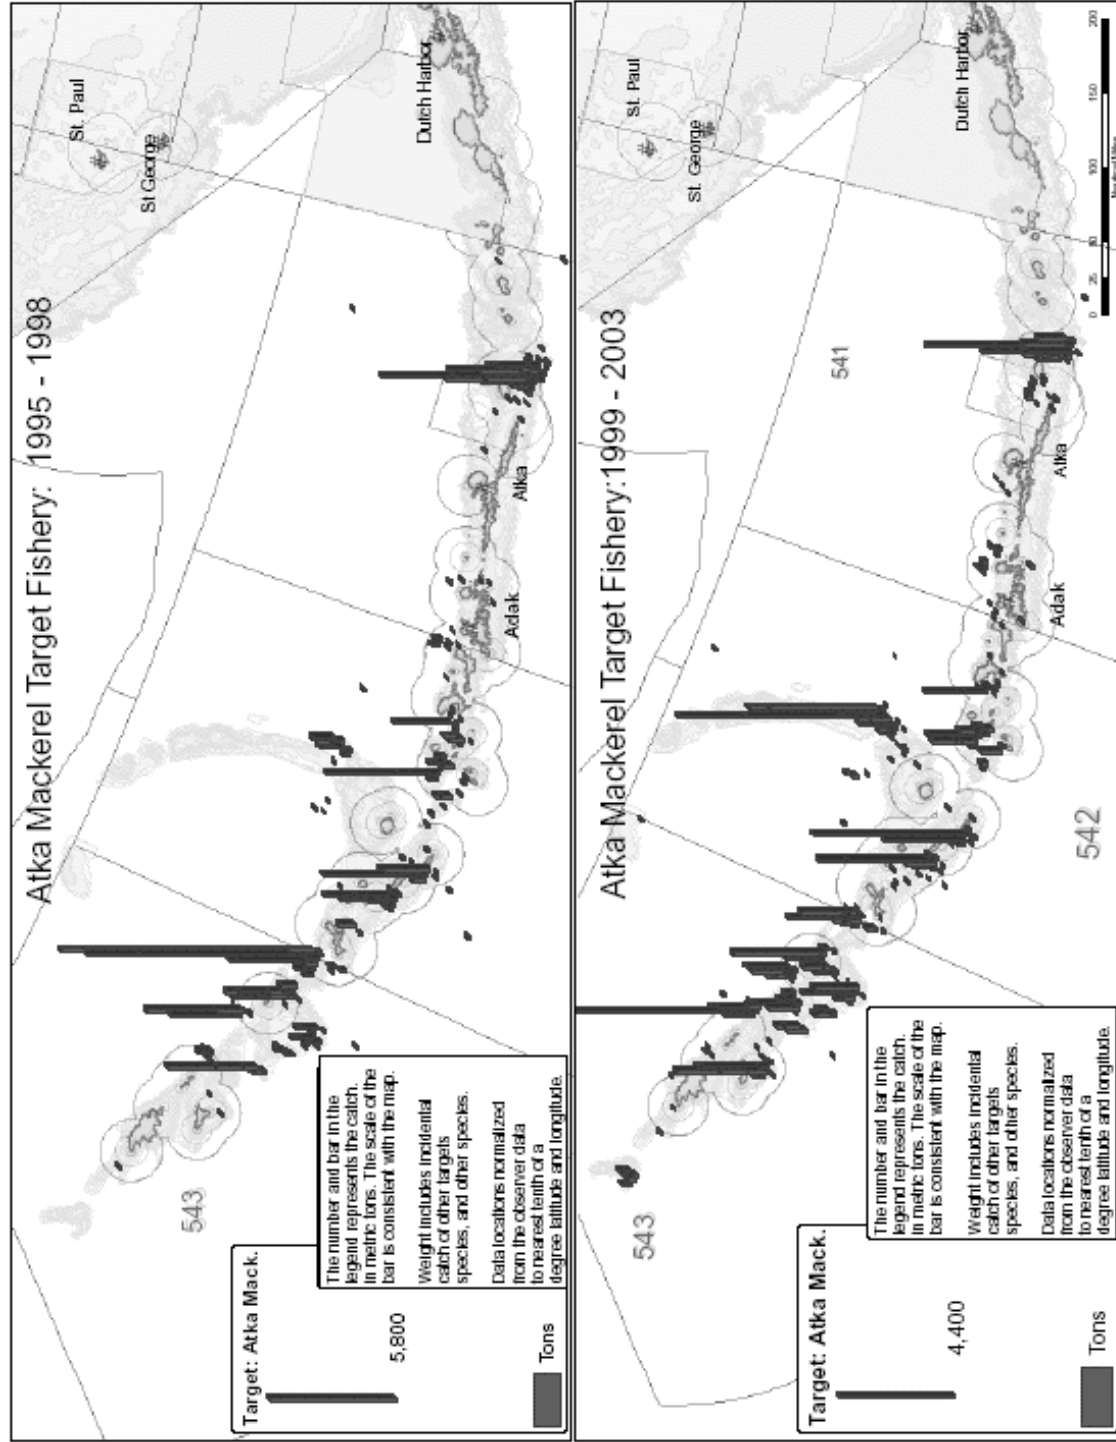 Atka Mackerel Target Fishery: 1995 - 1998
St. Paul
St George
Dutch Harbor
Atka
Adak
543
Target: Atka Mack.
5,800
Tons
The number and bar in the
legend represents the catch.
In metric tons. The scale of the
bar is consistent with the map.
Weight includes incidental
catch of other targets
species, and other species.
Data locations normalized
from the observer data
to nearest tenth of a
degree latitude and longitude.
Atka Mackerel Target Fishery:1999 - 2003
St. Paul
St. George
Dutch Harbor
541
Atka
Adak
542
543
Target: Atka Mack.
4,400
Tons
The number and bar in the
legend represents the catch.
In metric tons. The scale of the
bar is consistent with the map.
Weight includes incidental
catch of other targets
species, and other species.
Data locations normalized
from the observer data
to nearest tenth of a
degree latitude and longitude.
0 25 50 100 150 200